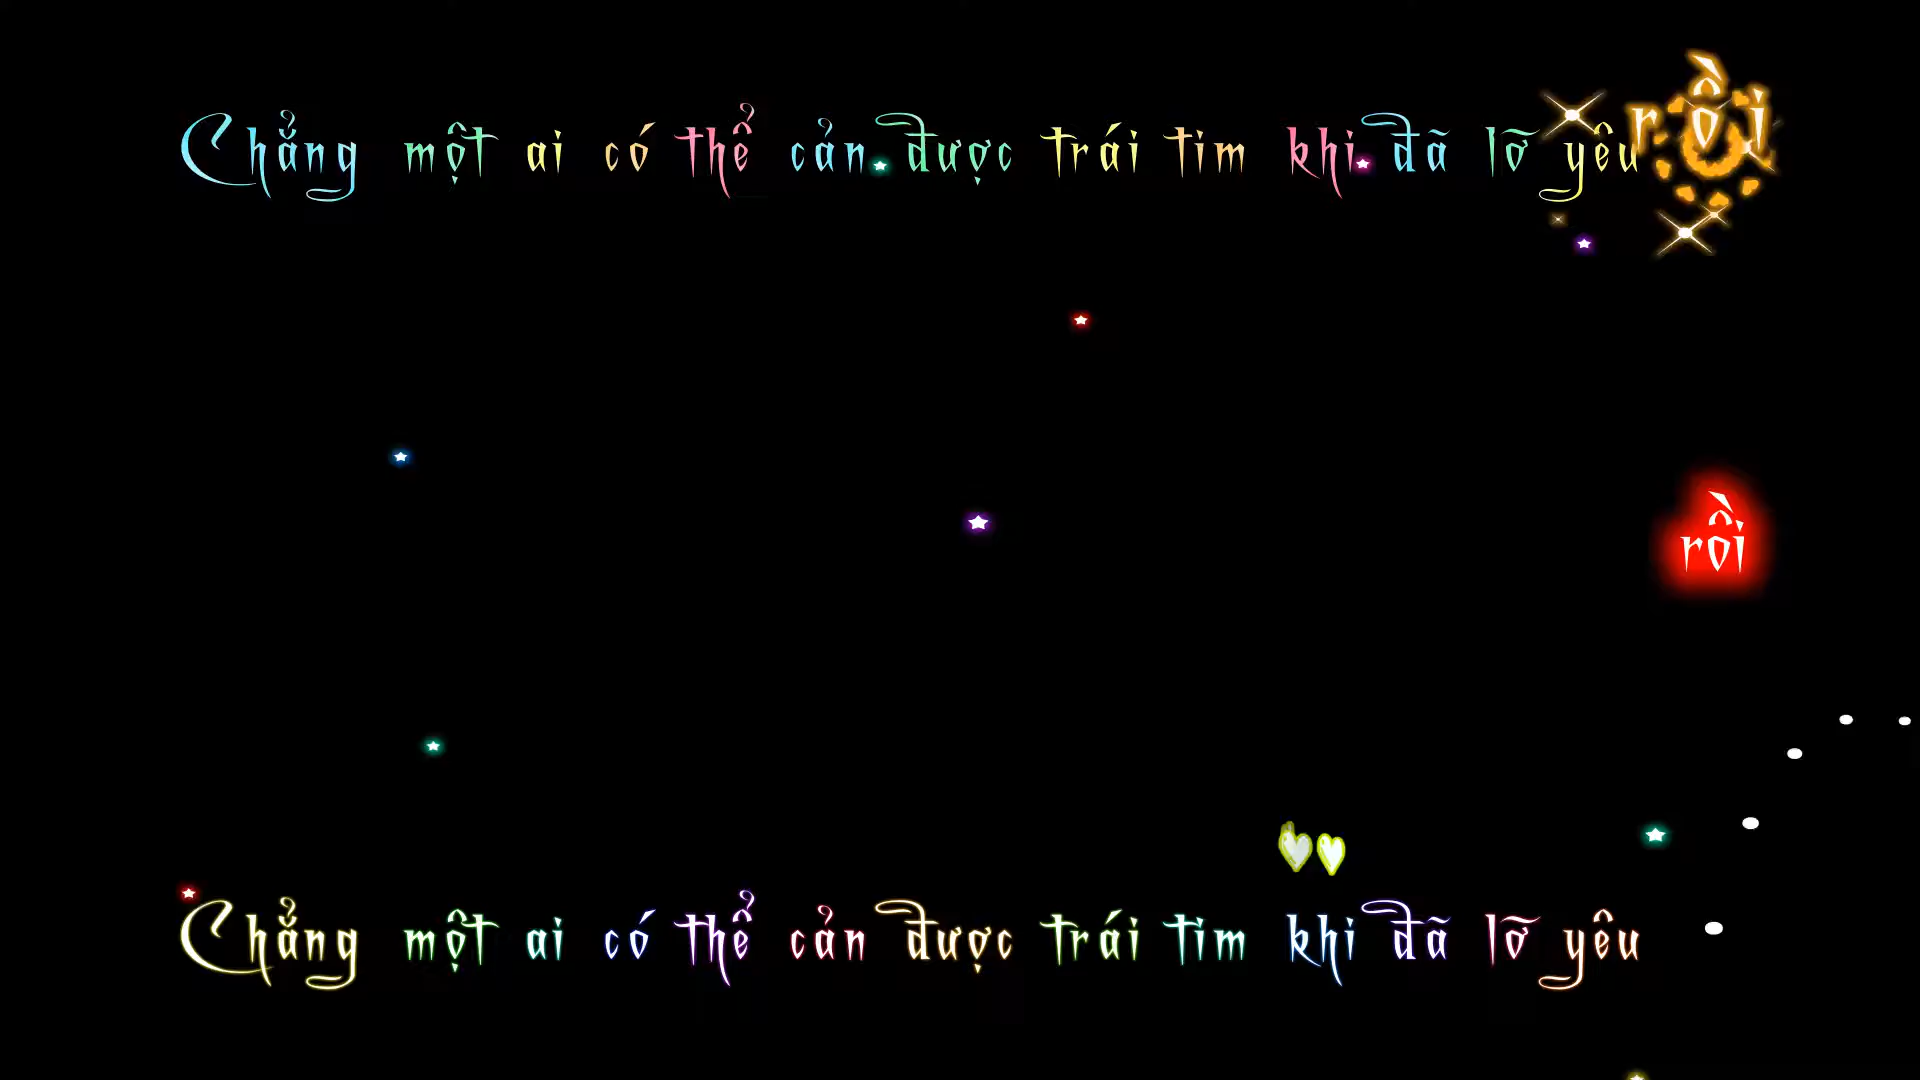 Chẳng một ai có thể cản được trái tim khi đã lỡ yêu rồi
rồi
Chẳng một ai có thể cản được trái tim khi đã lỡ yêu